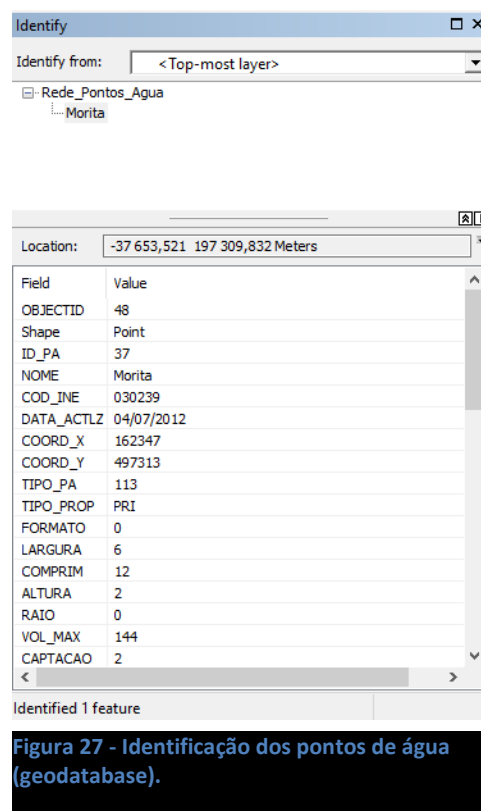 Identify
Identify from: <Top-most layer>
Rede_Pontos_Agua
Morita
Location: -37 653,521 197 309,832 Meters
Field Value
OBJECTID 48
Shape Point
ID_PA 37
NOME Morita
COD_INE 030239
DATA_ACTLZ 04/07/2012
COORD_X 162347
COORD_Y 497313
TIPO_PA 113
TIPO_PROP PRI
FORMATO 0
LARGURA 6
COMPRIM 12
ALTURA 2
RAIO 0
VOL_MAX 144
CAPTACAO 2
Identified 1 feature
Figura 27 - Identificação dos pontos de água
(geodatabase).